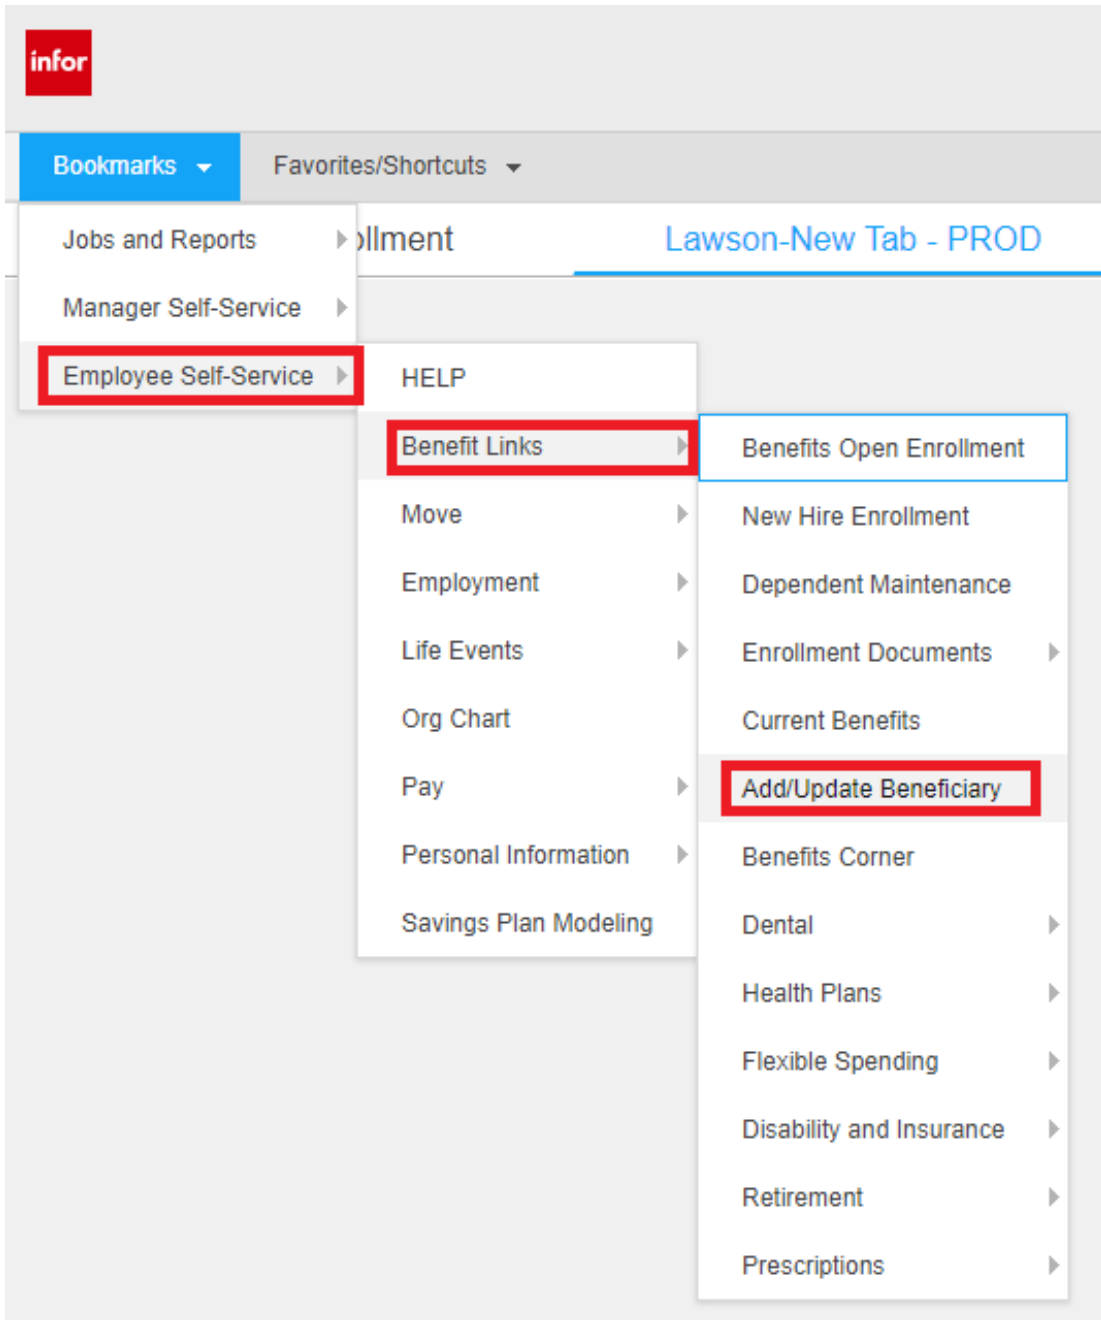 infor
Bookmarks Favorites/Shortcuts
ollment Lawson-New Tab - PROD
Jobs and Reports
Manager Self-Service
Employee Self-Service
HELP
Benefit Links
Move
Employment
Life Events
Org Chart
Pay
Personal Information
Savings Plan Modeling
Benefits Open Enrollment
New Hire Enrollment
Dependent Maintenance
Enrollment Documents
Current Benefits
Add/Update Beneficiary
Benefits Corner
Dental
Health Plans
Flexible Spending
Disability and Insurance
Retirement
Prescriptions